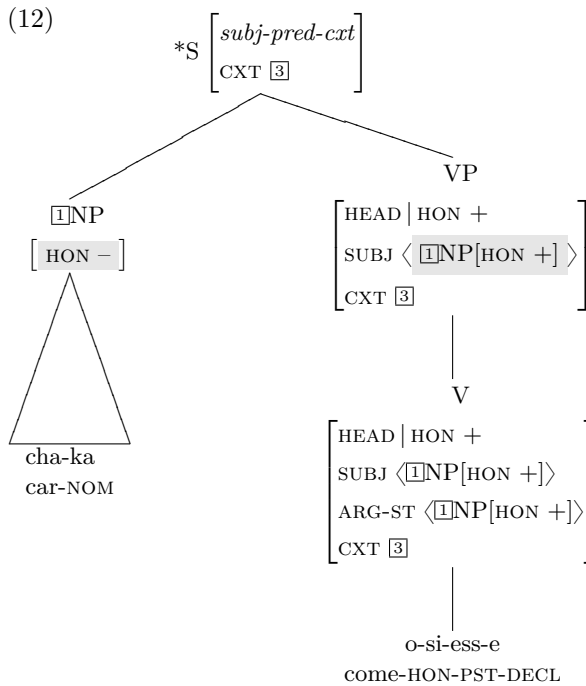 (12)
*S [subj-pred-cxt
CXT 3]
1NP
[HON –]
cha-ka
car-NOM
VP
[HEAD | HON +
SUBJ ⟨1NP[HON +]⟩
CXT 3]
V
[HEAD | HON +
SUBJ ⟨1NP[HON +]⟩
ARG-ST ⟨1NP[HON +]⟩
CXT 3]
o-si-ess-e
come-HON-PST-DECL